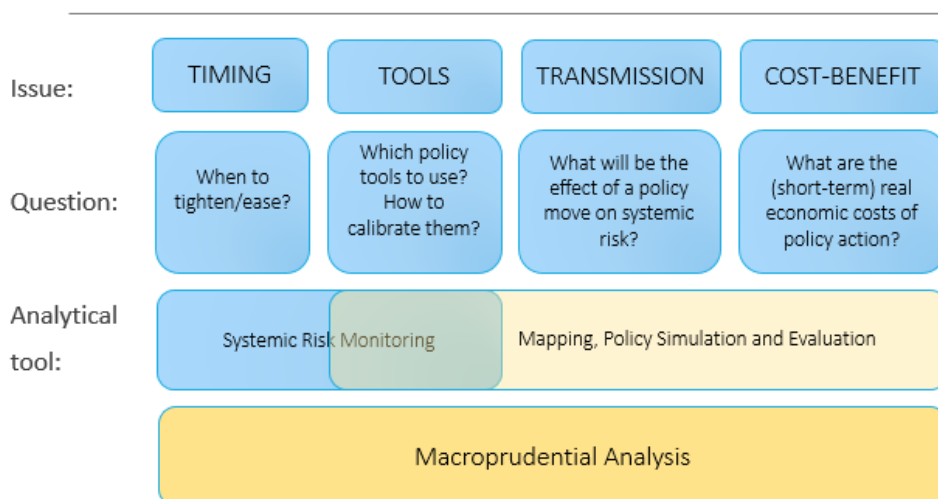 Issue:
TIMING
TOOLS
TRANSMISSION
COST-BENEFIT
Question:
When to
tighten/ease?
Which policy
tools to use?
How to
calibrate them?
What will be the
effect of a policy
move on systemic
risk?
What are the
(short-term) real
economic costs of
policy action?
Analytical
tool:
Systemic Risk Monitoring
Mapping, Policy Simulation and Evaluation
Macroprudential Analysis